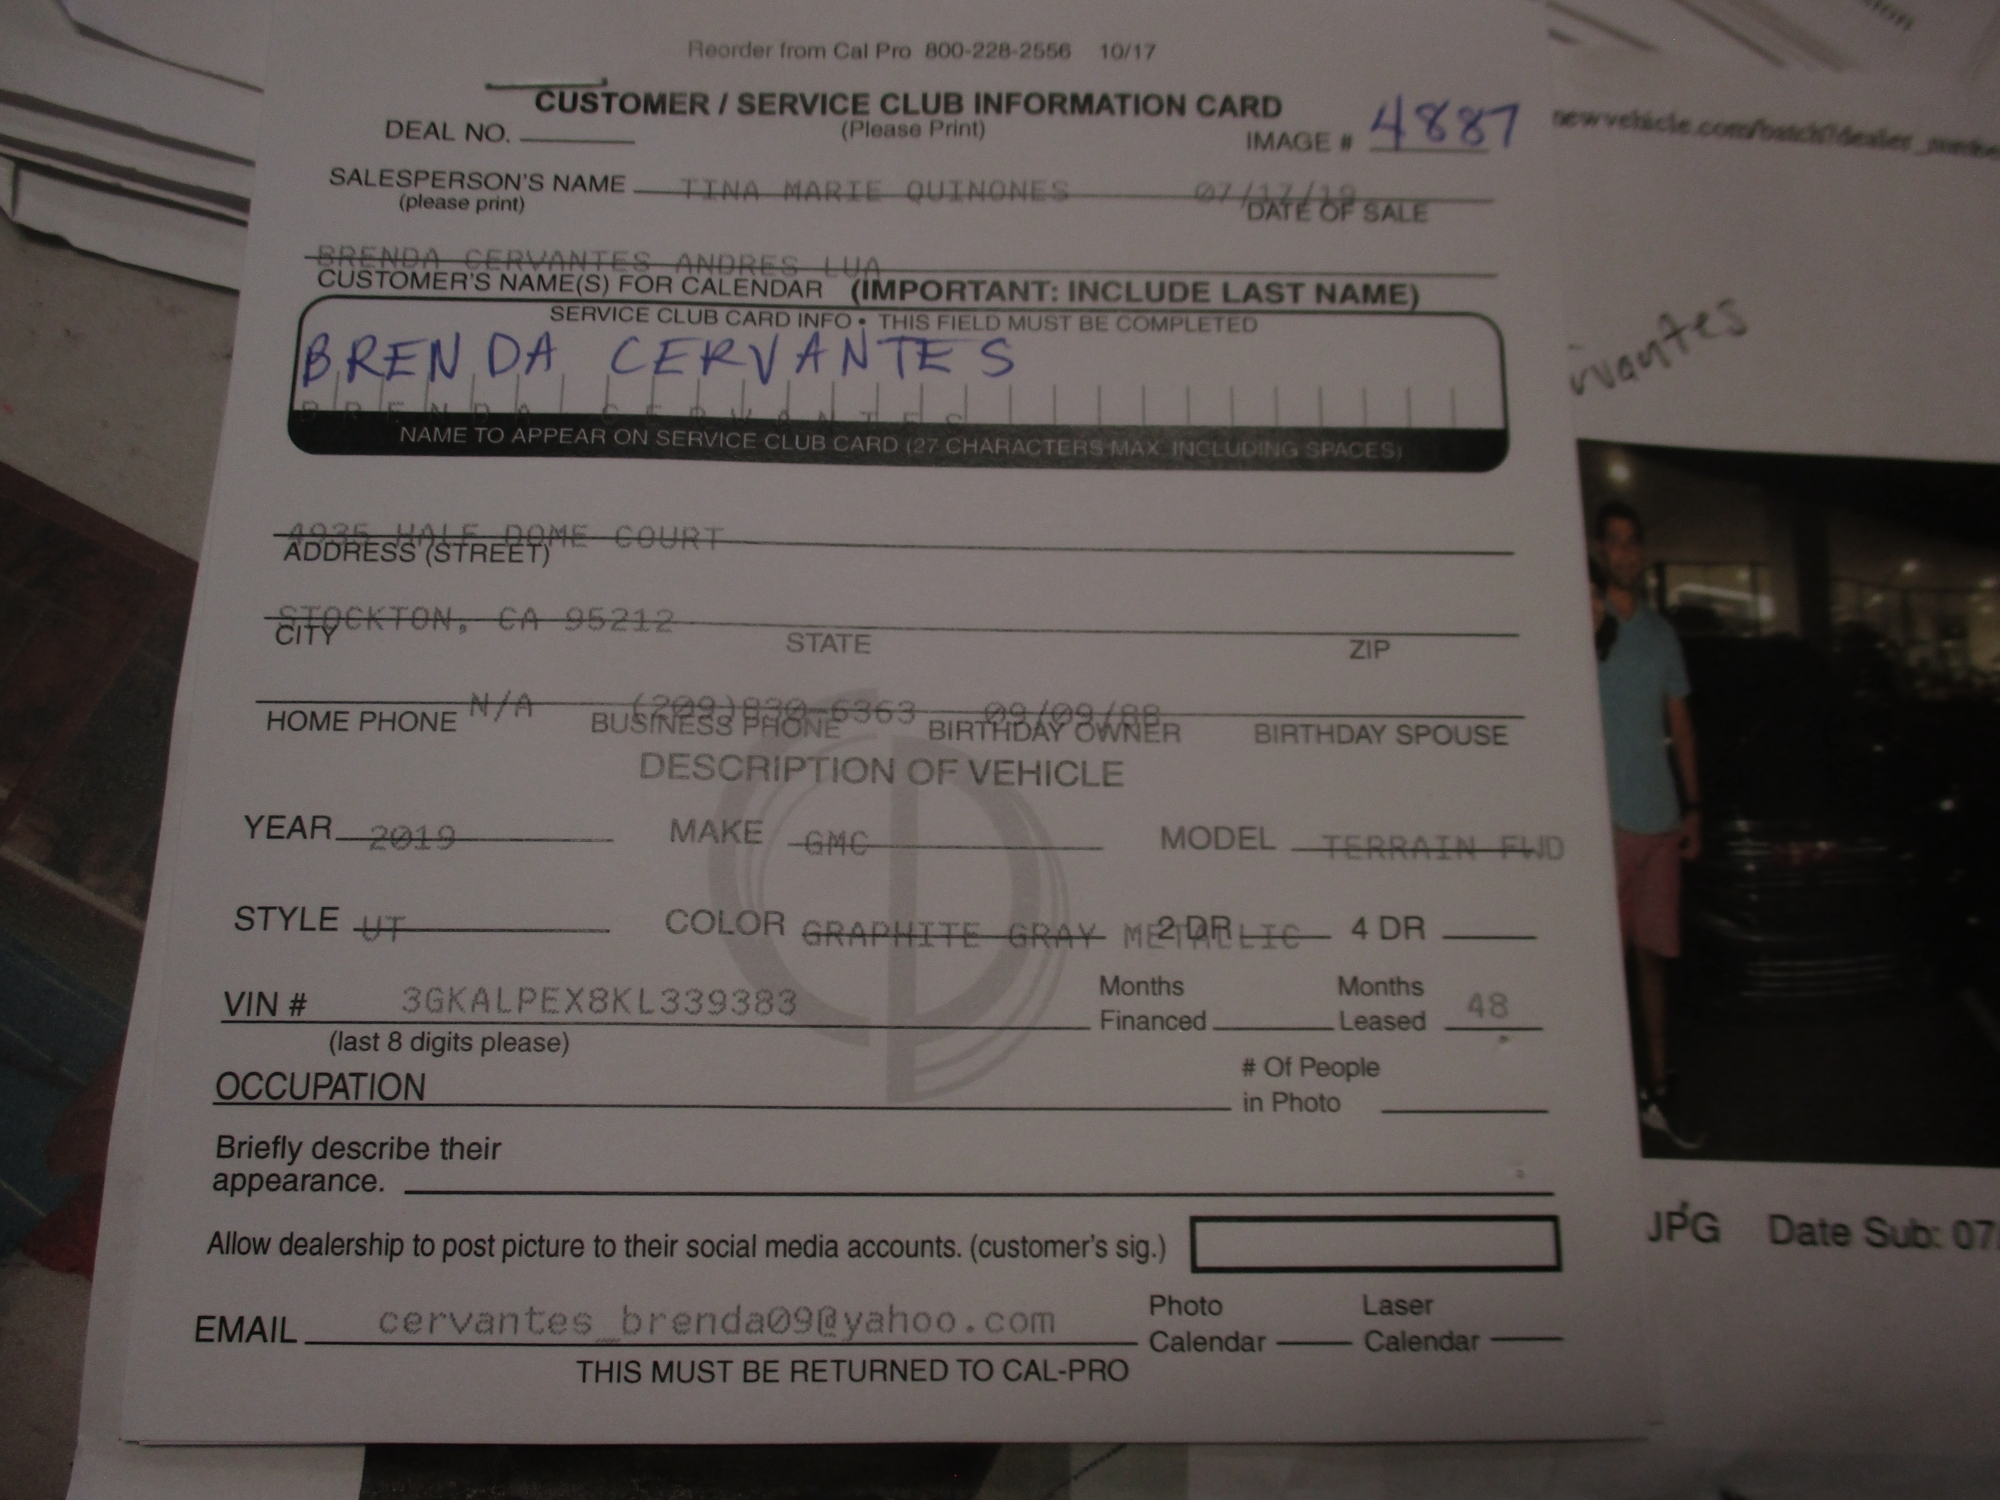 Reorder from Cal Pro 800-228-2556 10/17
CUSTOMER / SERVICE CLUB INFORMATION CARD
DEAL NO. (Please Print) IMAGE # 4887
SALESPERSON'S NAME TINA MARIE QUINONES 07/17/19
(please print) DATE OF SALE
BRENDA CERVANTES ANDRES LUA
CUSTOMER'S NAME(S) FOR CALENDAR (IMPORTANT: INCLUDE LAST NAME)
SERVICE CLUB CARD INFO • THIS FIELD MUST BE COMPLETED
BRENDA CERVANTES
BRENDA CERVANTES
NAME TO APPEAR ON SERVICE CLUB CARD (27 CHARACTERS MAX. INCLUDING SPACES)
4935 HALF DOME COURT
ADDRESS (STREET)
STOCKTON, CA 95212
CITY STATE ZIP
N/A (209)830-6363 09/09/88
HOME PHONE BUSINESS PHONE BIRTHDAY OWNER BIRTHDAY SPOUSE
DESCRIPTION OF VEHICLE
YEAR 2019 MAKE GMC MODEL TERRAIN FWD
STYLE UT COLOR GRAPHITE GRAY METALLIC 2 DR 4 DR
VIN # 3GKALPEX8KL339383 Months Financed Months Leased 48
(last 8 digits please)
OCCUPATION # Of People in Photo
Briefly describe their
appearance.
Allow dealership to post picture to their social media accounts. (customer's sig.)
EMAIL cervantes_brenda09@yahoo.com Photo Calendar Laser Calendar
THIS MUST BE RETURNED TO CAL-PRO
newvehicle.com/batch?dealer
rvantes
JPG Date Sub: 07